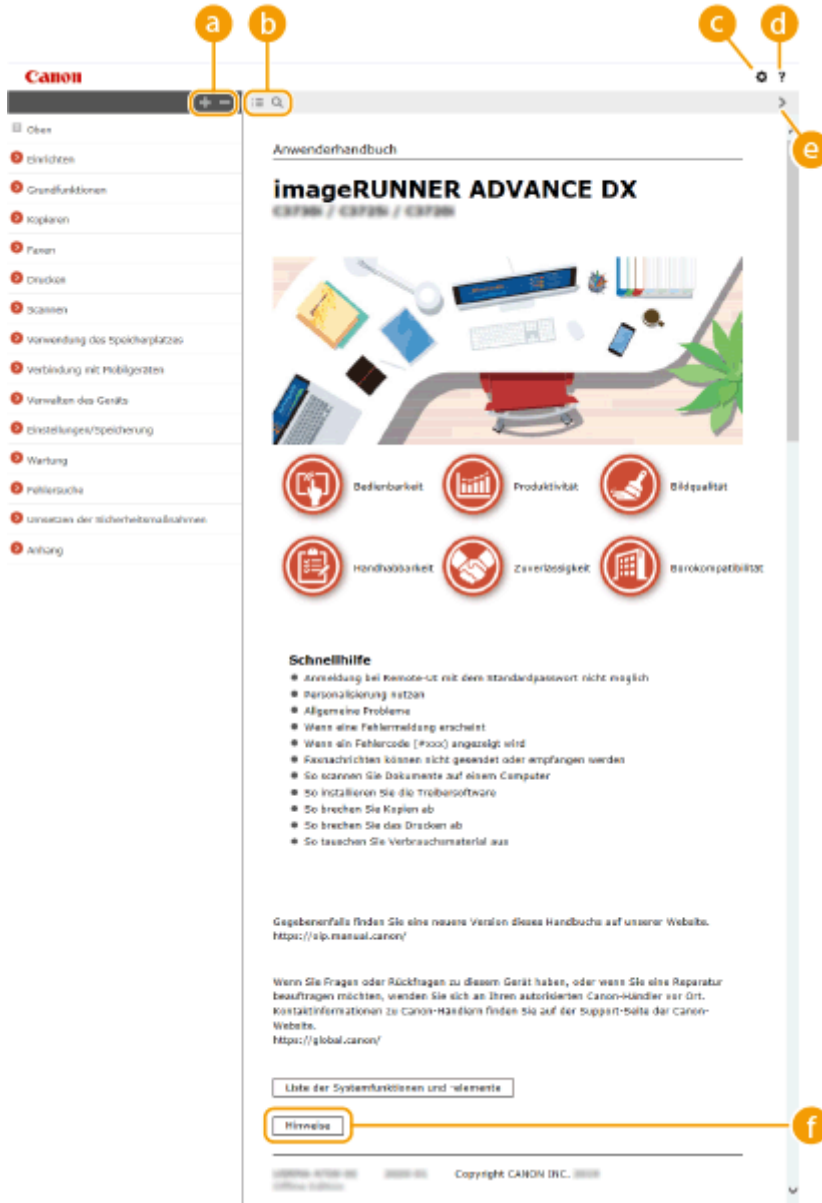 a
b
c
d
Canon
?
e
Oben
Einrichten
Grundfunktionen
Kopieren
Faxen
Drucken
Scannen
Verwendung des Speicherplatzes
Verbindung mit Mobilgeräten
Verwalten des Geräts
Einstellungen/Speicherung
Wartung
Fehlersuche
Umsetzen der Sicherheitsmaßnahmen
Anhang
Anwenderhandbuch
imageRUNNER ADVANCE DX
C3730i / C3725i / C3720i
Bedienbarkeit
Produktivität
Bildqualität
Handhabbarkeit
Zuverlässigkeit
Bürokompatibilität
Schnellhilfe
Anmeldung bei Remote-UI mit dem Standardpasswort nicht möglich
Personalisierung nutzen
Allgemeine Probleme
Wenn eine Fehlermeldung erscheint
Wenn ein Fehlercode (#xxx) angezeigt wird
Faxnachrichten können nicht gesendet oder empfangen werden
So scannen Sie Dokumente auf einem Computer
So installieren Sie die Treibersoftware
So brechen Sie Kopien ab
So brechen Sie das Drucken ab
So tauschen Sie Verbrauchsmaterial aus
Gegebenenfalls finden Sie eine neuere Version dieses Handbuchs auf unserer Website.
https://oip.manual.canon/
Wenn Sie Fragen oder Rückfragen zu diesem Gerät haben, oder wenn Sie eine Reparatur
beauftragen möchten, wenden Sie sich an Ihren autorisierten Canon-Händler vor Ort.
Kontaktinformationen zu Canon-Händlern finden Sie auf der Support-Seite der Canon-
Website.
https://global.canon/
Liste der Systemfunktionen und -elemente
Hinweise
f
Copyright CANON INC.